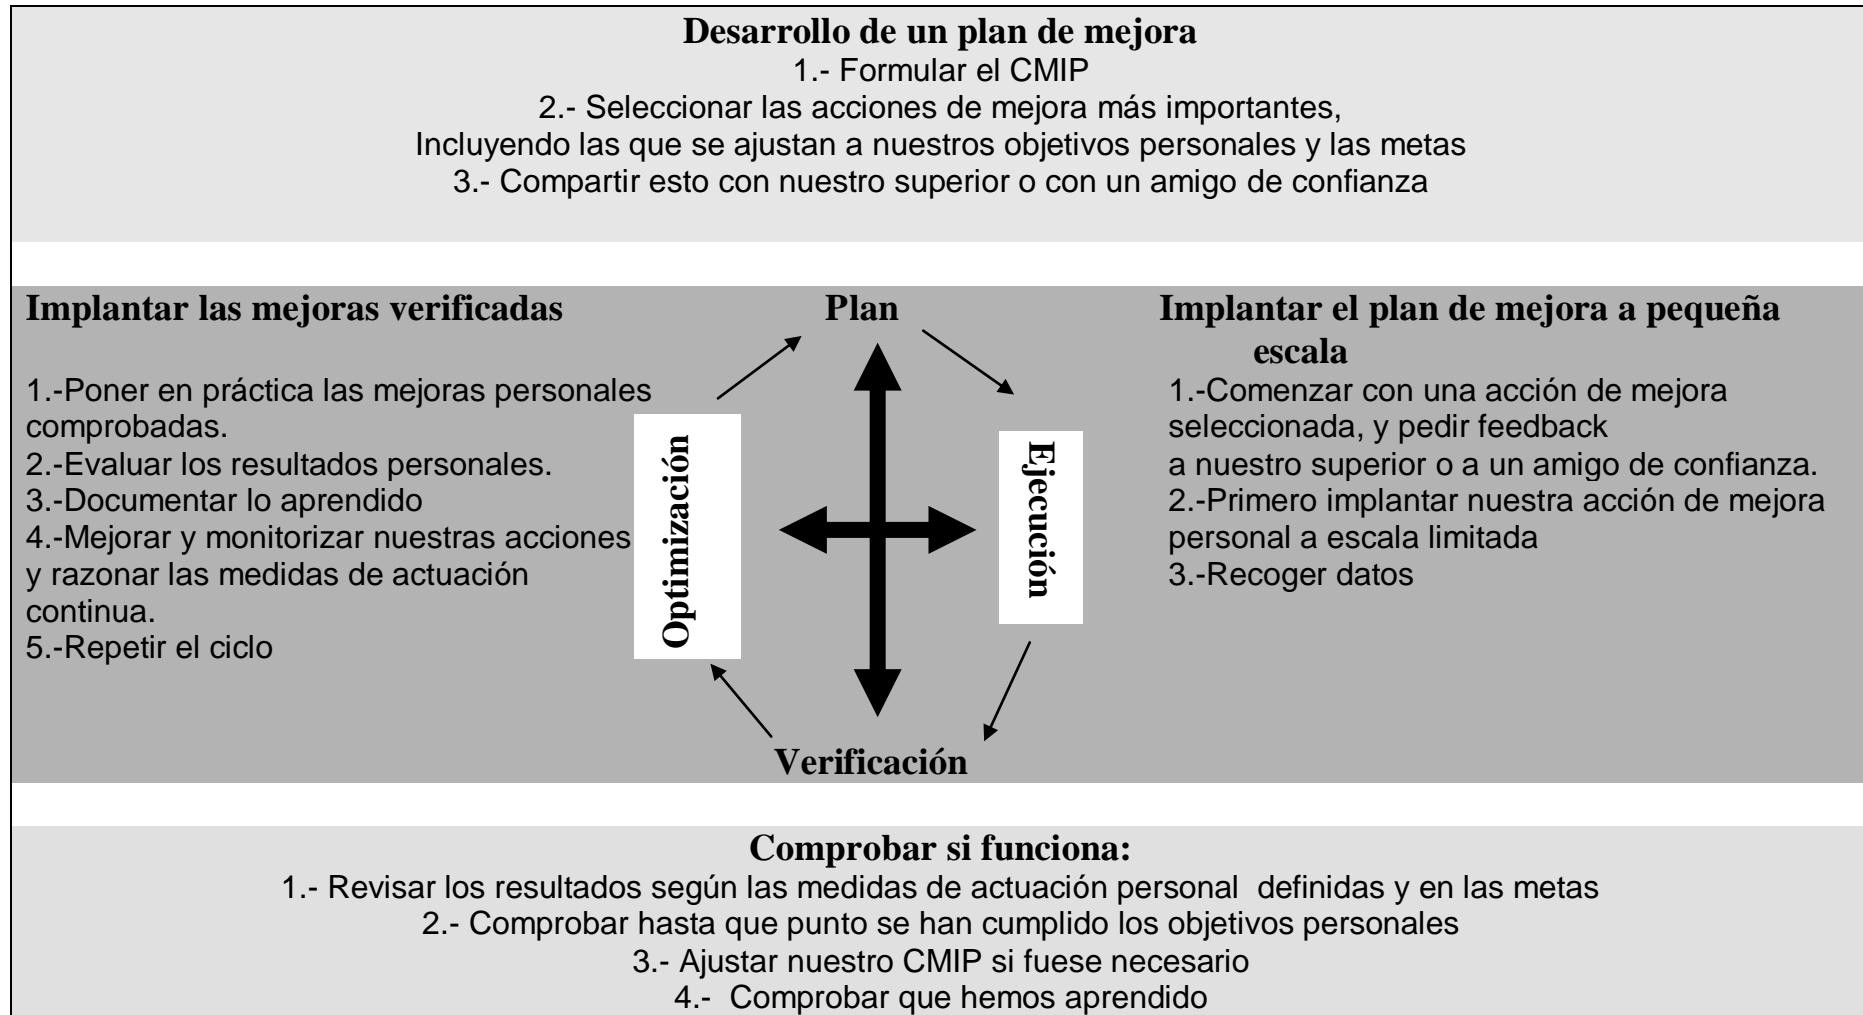 Desarrollo de un plan de mejora
1.- Formular el CMIP
2.- Seleccionar las acciones de mejora más importantes,
Incluyendo las que se ajustan a nuestros objetivos personales y las metas
3.- Compartir esto con nuestro superior o con un amigo de confianza
Implantar las mejoras verificadas
1.-Poner en práctica las mejoras personales
comprobadas.
2.-Evaluar los resultados personales.
3.-Documentar lo aprendido
4.-Mejorar y monitorizar nuestras acciones
y razonar las medidas de actuación
continua.
5.-Repetir el ciclo
Plan
Optimización
Ejecución
Verificación
Implantar el plan de mejora a pequeña
escala
1.-Comenzar con una acción de mejora
seleccionada, y pedir feedback
a nuestro superior o a un amigo de confianza.
2.-Primero implantar nuestra acción de mejora
personal a escala limitada
3.-Recoger datos
Comprobar si funciona:
1.- Revisar los resultados según las medidas de actuación personal  definidas y en las metas
2.- Comprobar hasta que punto se han cumplido los objetivos personales
3.- Ajustar nuestro CMIP si fuese necesario
4.-  Comprobar que hemos aprendido